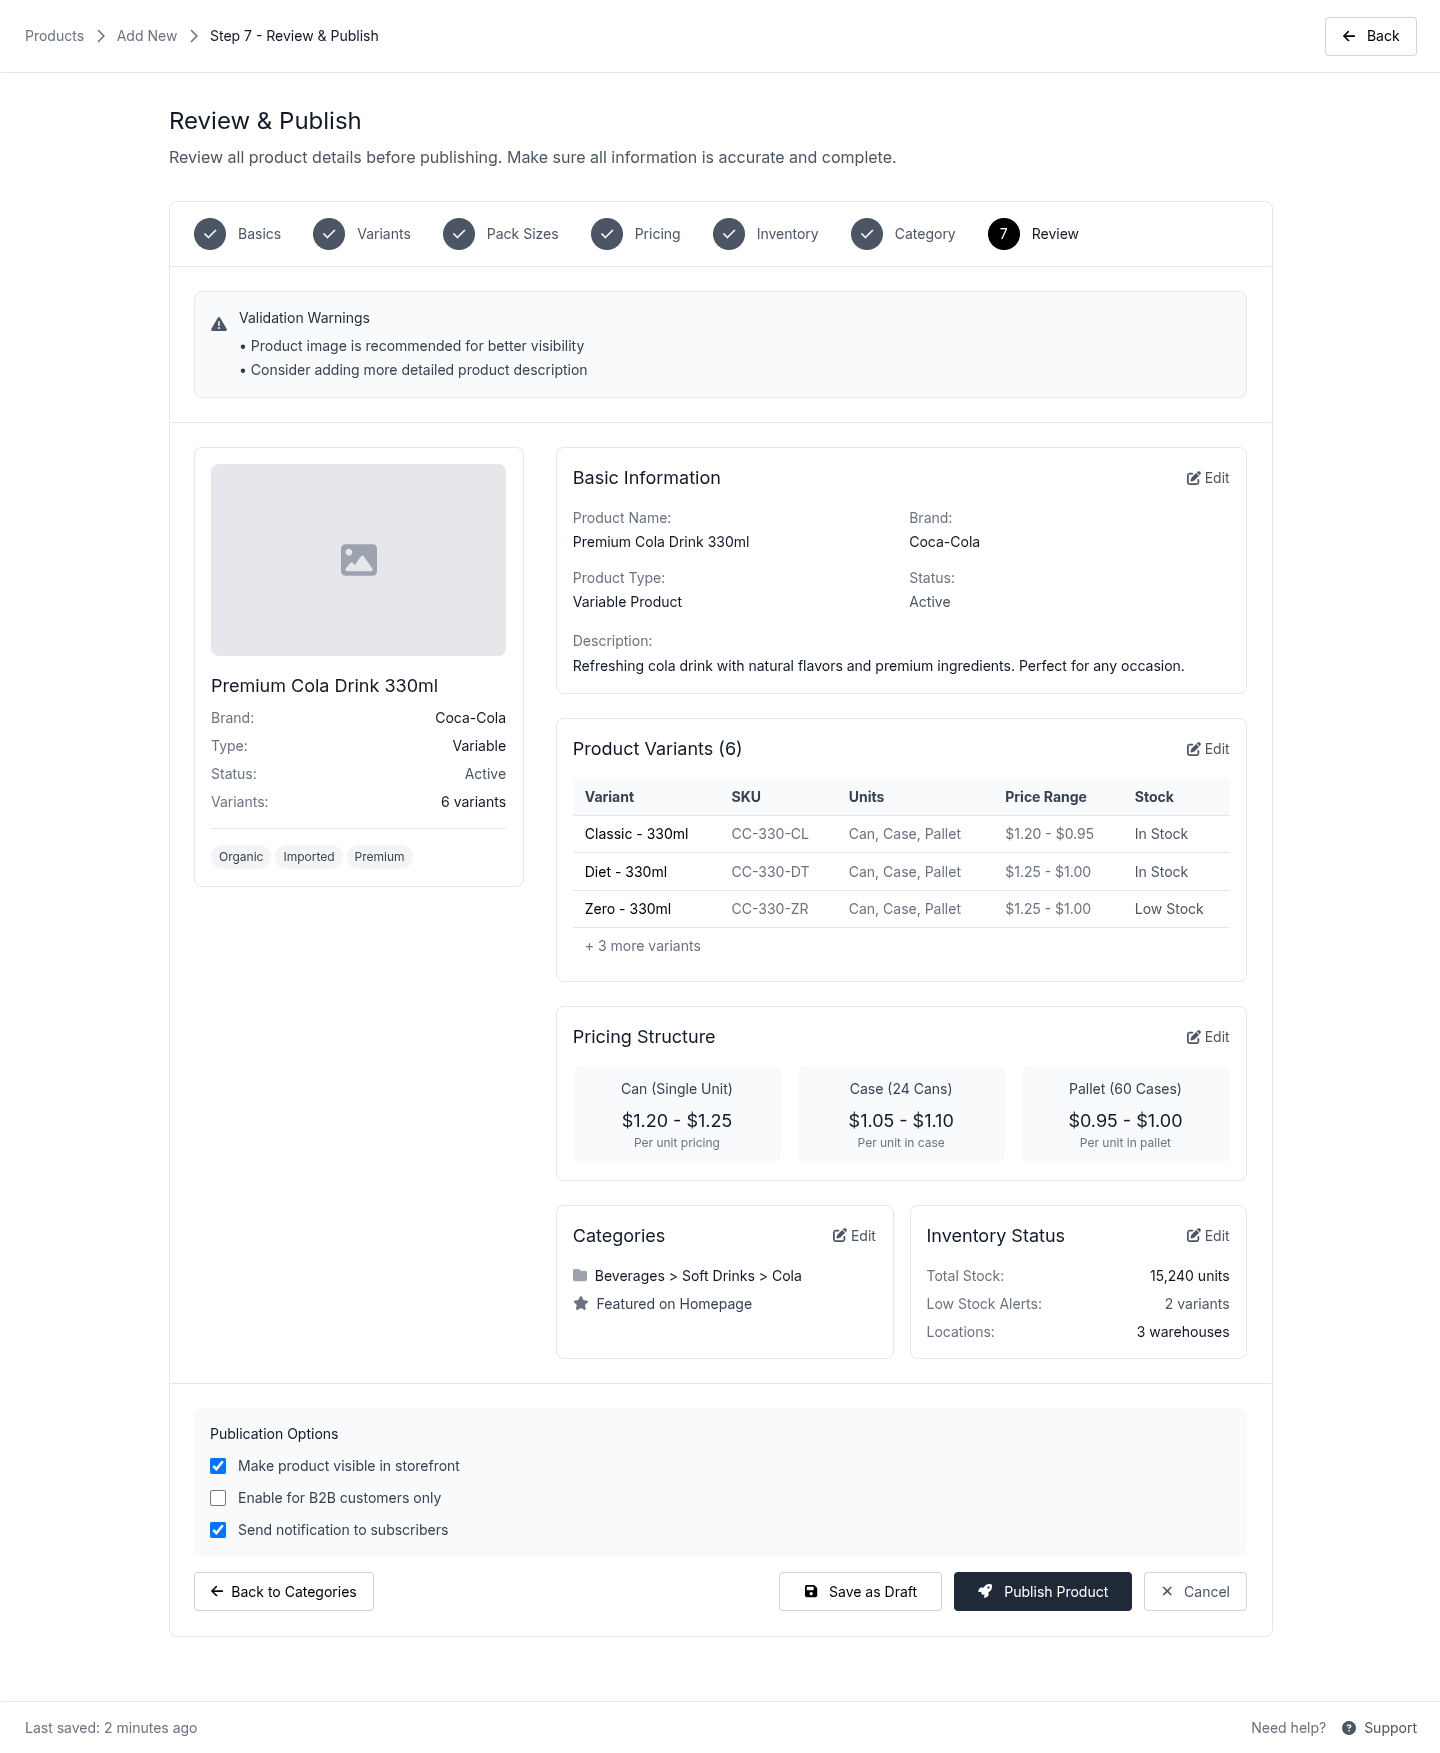 Products > Add New > Step 7 - Review & Publish
Back
Review & Publish
Review all product details before publishing. Make sure all information is accurate and complete.
Basics
Variants
Pack Sizes
Pricing
Inventory
Category
7 Review
Validation Warnings
• Product image is recommended for better visibility
• Consider adding more detailed product description
Premium Cola Drink 330ml
Brand: Coca-Cola
Type: Variable
Status: Active
Variants: 6 variants
Organic Imported Premium
Basic Information
Edit
Product Name:
Premium Cola Drink 330ml
Brand:
Coca-Cola
Product Type:
Variable Product
Status:
Active
Description:
Refreshing cola drink with natural flavors and premium ingredients. Perfect for any occasion.
Product Variants (6)
Edit
Variant SKU Units Price Range Stock
Classic - 330ml CC-330-CL Can, Case, Pallet $1.20 - $0.95 In Stock
Diet - 330ml CC-330-DT Can, Case, Pallet $1.25 - $1.00 In Stock
Zero - 330ml CC-330-ZR Can, Case, Pallet $1.25 - $1.00 Low Stock
+ 3 more variants
Pricing Structure
Edit
Can (Single Unit)
$1.20 - $1.25
Per unit pricing
Case (24 Cans)
$1.05 - $1.10
Per unit in case
Pallet (60 Cases)
$0.95 - $1.00
Per unit in pallet
Categories
Edit
Beverages > Soft Drinks > Cola
Featured on Homepage
Inventory Status
Edit
Total Stock: 15,240 units
Low Stock Alerts: 2 variants
Locations: 3 warehouses
Publication Options
Make product visible in storefront
Enable for B2B customers only
Send notification to subscribers
Back to Categories
Save as Draft
Publish Product
Cancel
Last saved: 2 minutes ago
Need help?
Support